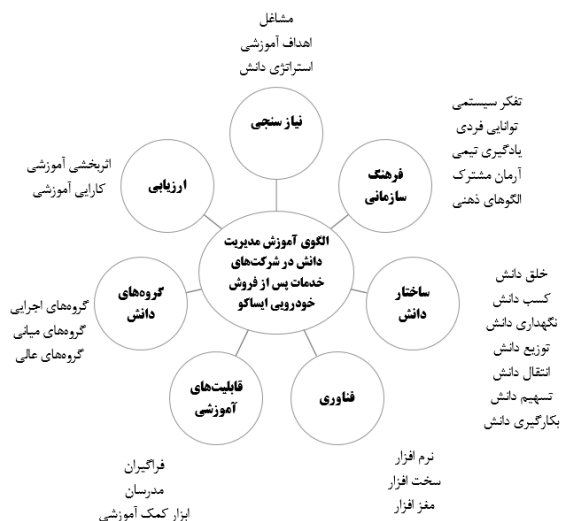 مشاغل
اهداف آموزشی
استراتژی دانش
نیاز سنجی
تفکر سیستمی
توانایی فردی
یادگیری تیمی
آرمان مشترک
الگوهای ذهنی
فرهنگ
سازمانی
اثربخشی آموزشی
کارایی آموزشی
ارزیابی
الگوی آموزش مدیریت
دانش در شرکت‌های
خدمات پس از فروش
خودرویی ایساکو
خلق دانش
کسب دانش
نگهداری دانش
توزیع دانش
انتقال دانش
تسهیم دانش
بکارگیری دانش
ساختار
دانش
گروه‌های
دانش
گروه‌های اجرایی
گروه‌های میانی
گروه‌های عالی
فناوری
نرم افزار
سخت افزار
مغز افزار
قابلیت‌های
آموزشی
فراگیران
مدرسان
ابزار کمک آموزشی